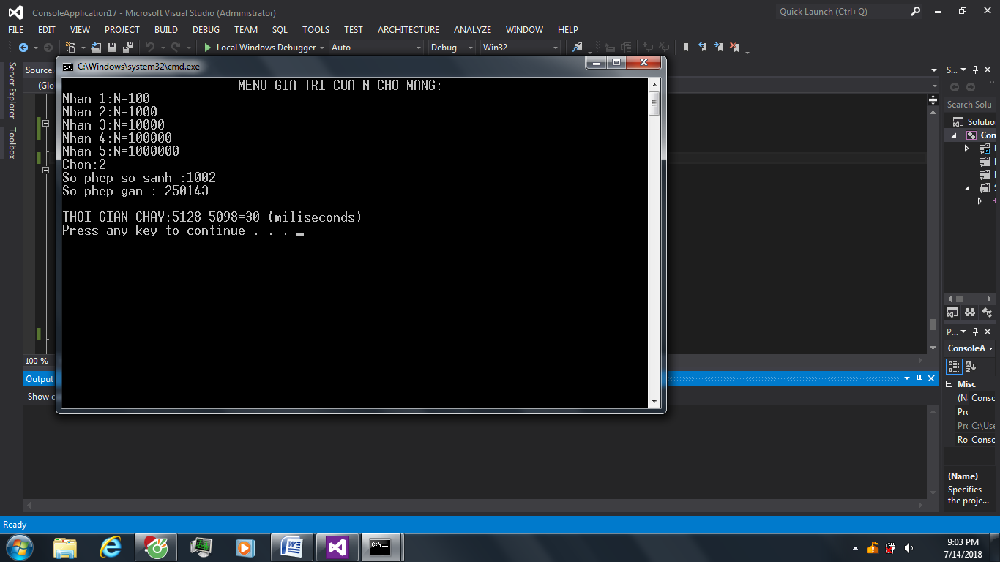 ConsoleApplication17 - Microsoft Visual Studio (Administrator)
Quick Launch (Ctrl+Q)
FILE EDIT VIEW PROJECT BUILD DEBUG TEAM SQL TOOLS TEST ARCHITECTURE ANALYZE WINDOW HELP
Local Windows Debugger Auto Debug Win32
Server Explorer
Toolbox
Source.
(Glo
C:\Windows\system32\cmd.exe
MENU GIA TRI CUA N CHO MANG:
Nhan 1:N=100
Nhan 2:N=1000
Nhan 3:N=10000
Nhan 4:N=100000
Nhan 5:N=1000000
Chon:2
So phep so sanh :1002
So phep gan : 250143
THOI GIAN CHAY:5128-5098=30 (miliseconds)
Press any key to continue . . .
100 %
Output
Show o
S...
Search Solu
Solutio
Con
P...
ConsoleA
Misc
(N Consc
Pro
Pro C:\Use
Ro Consc
(Name)
Specifies
the proje...
Ready
9:03 PM
7/14/2018